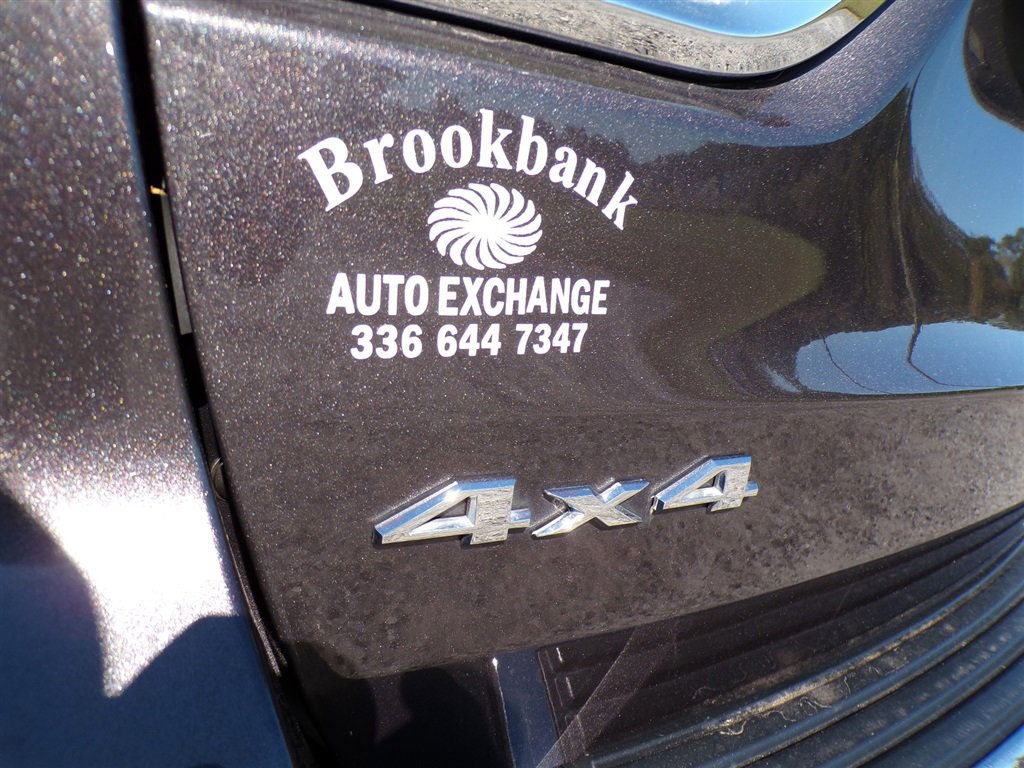 Brookbank
AUTO EXCHANGE
336 644 7347
4x4